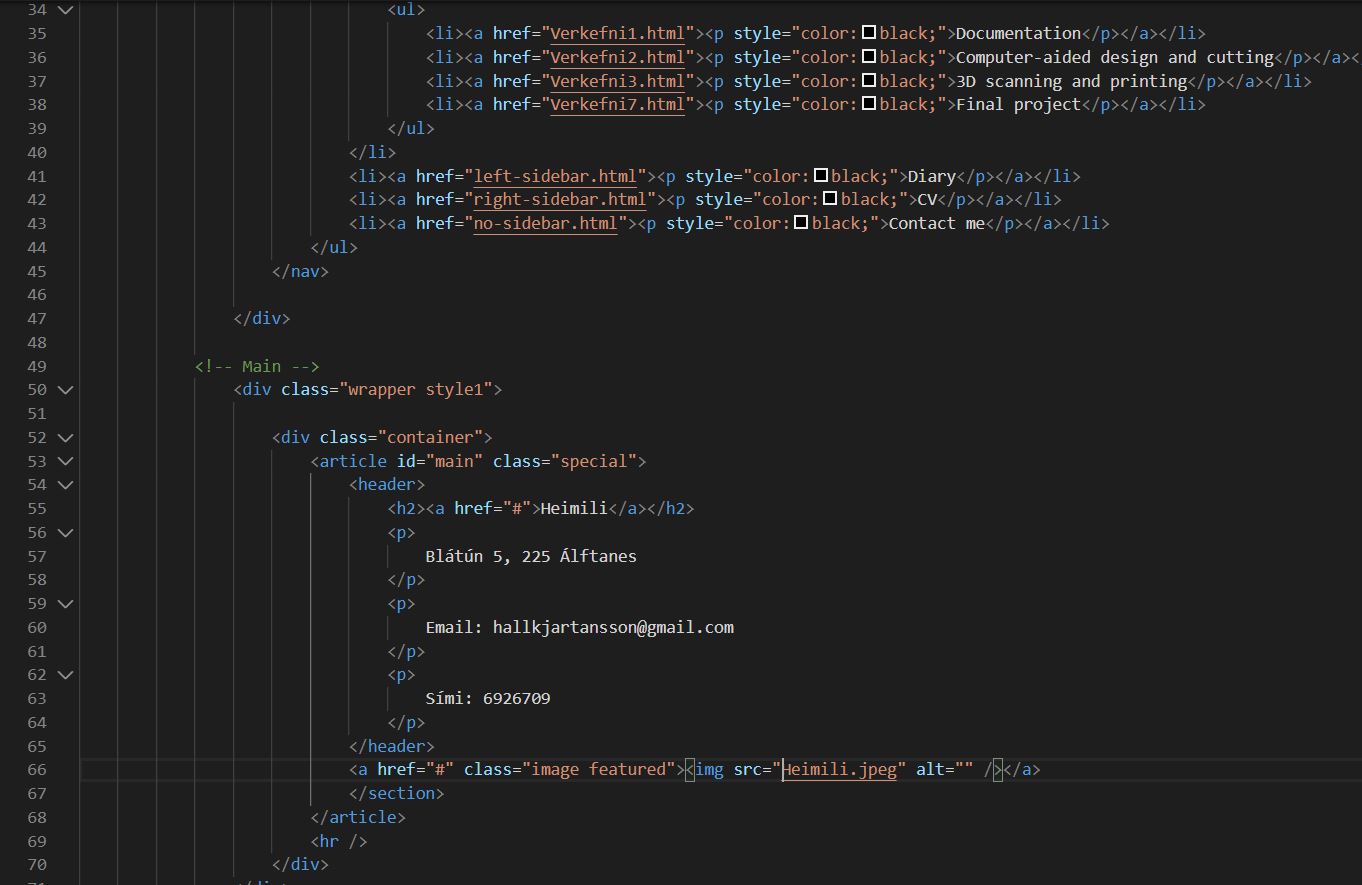 34 <ul>
35 <li><a href="Verkefni1.html"><p style="color:black;">Documentation</p></a></li>
36 <li><a href="Verkefni2.html"><p style="color:black;">Computer-aided design and cutting</p></a><
37 <li><a href="Verkefni3.html"><p style="color:black;">3D scanning and printing</p></a></li>
38 <li><a href="Verkefni7.html"><p style="color:black;">Final project</p></a></li>
39 </ul>
40 </li>
41 <li><a href="left-sidebar.html"><p style="color:black;">Diary</p></a></li>
42 <li><a href="right-sidebar.html"><p style="color:black;">CV</p></a></li>
43 <li><a href="no-sidebar.html"><p style="color:black;">Contact me</p></a></li>
44 </ul>
45 </nav>
46
47 </div>
48
49 <!-- Main -->
50 <div class="wrapper style1">
51
52 <div class="container">
53 <article id="main" class="special">
54 <header>
55 <h2><a href="#">Heimili</a></h2>
56 <p>
57 Blátún 5, 225 Álftanes
58 </p>
59 <p>
60 Email: hallkjartansson@gmail.com
61 </p>
62 <p>
63 Sími: 6926709
64 </p>
65 </header>
66 <a href="#" class="image featured"><img src="Heimili.jpeg" alt="" /></a>
67 </section>
68 </article>
69 <hr />
70 </div>